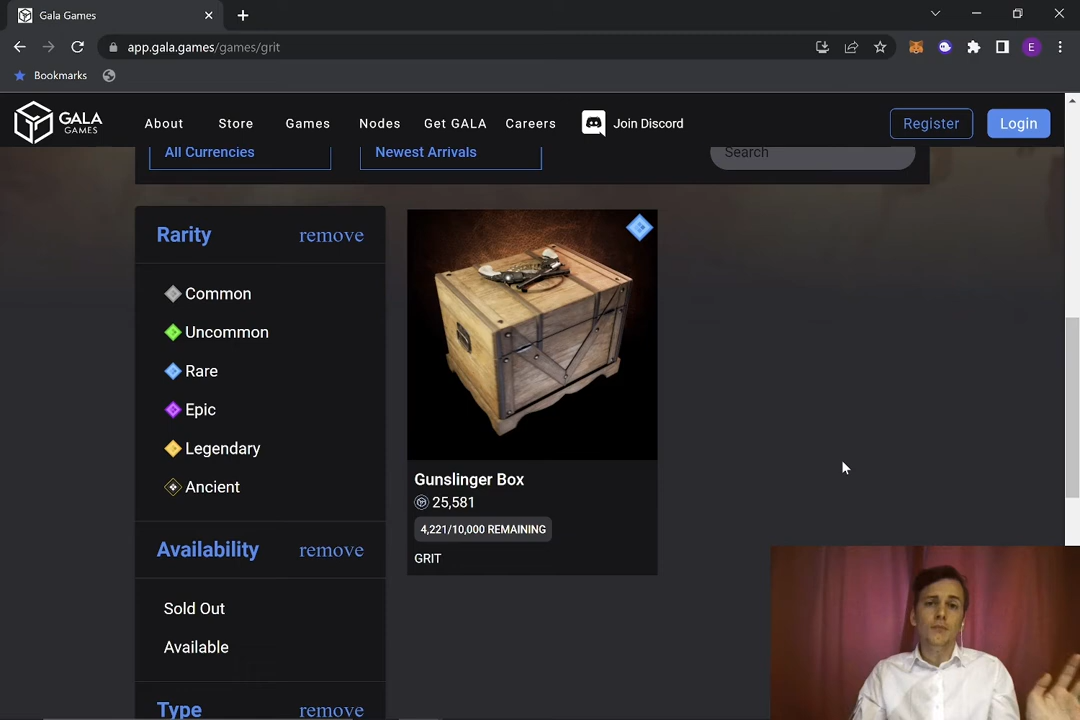 Gala Games
app.gala.games/games/grit
E
Bookmarks
GALA
GAMES
About
Store
Games
Nodes
Get GALA
Careers
Join Discord
Register
Login
All Currencies
Newest Arrivals
Search
Rarity
remove
Common
Uncommon
Rare
Epic
Legendary
Ancient
Availability
remove
Sold Out
Available
Type
remove
Gunslinger Box
25,581
4,221/10,000 REMAINING
GRIT